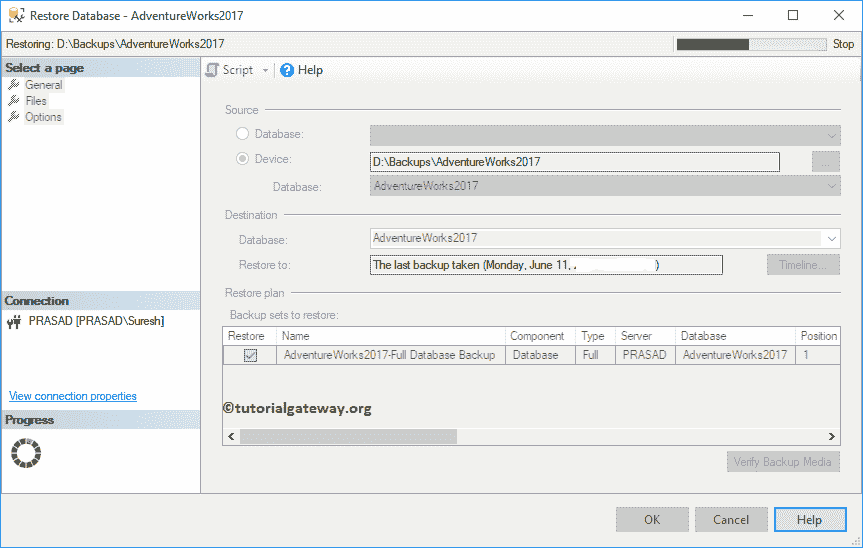 Restore Database - AdventureWorks2017
Restoring: D:\Backups\AdventureWorks2017
Stop
Select a page
General
Files
Options
Script
Help
Source
Database:
Device:
D:\Backups\AdventureWorks2017
...
Database:
AdventureWorks2017
Destination
Database:
AdventureWorks2017
Restore to:
The last backup taken (Monday, June 11, )
Timeline...
Restore plan
Backup sets to restore:
Restore Name Component Type Server Database Position
AdventureWorks2017-Full Database Backup Database Full PRASAD AdventureWorks2017 1
©tutorialgateway.org
Verify Backup Media
Connection
PRASAD [PRASAD\Suresh]
View connection properties
Progress
OK
Cancel
Help